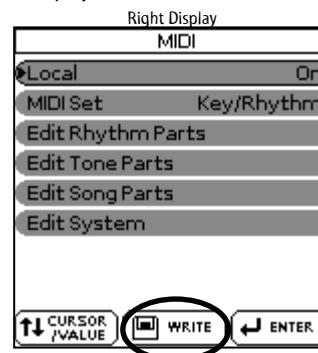 Right Display
MIDI
Local On
MIDI Set Key/Rhythm
Edit Rhythm Parts
Edit Tone Parts
Edit Song Parts
Edit System
CURSOR
/VALUE
WRITE
ENTER